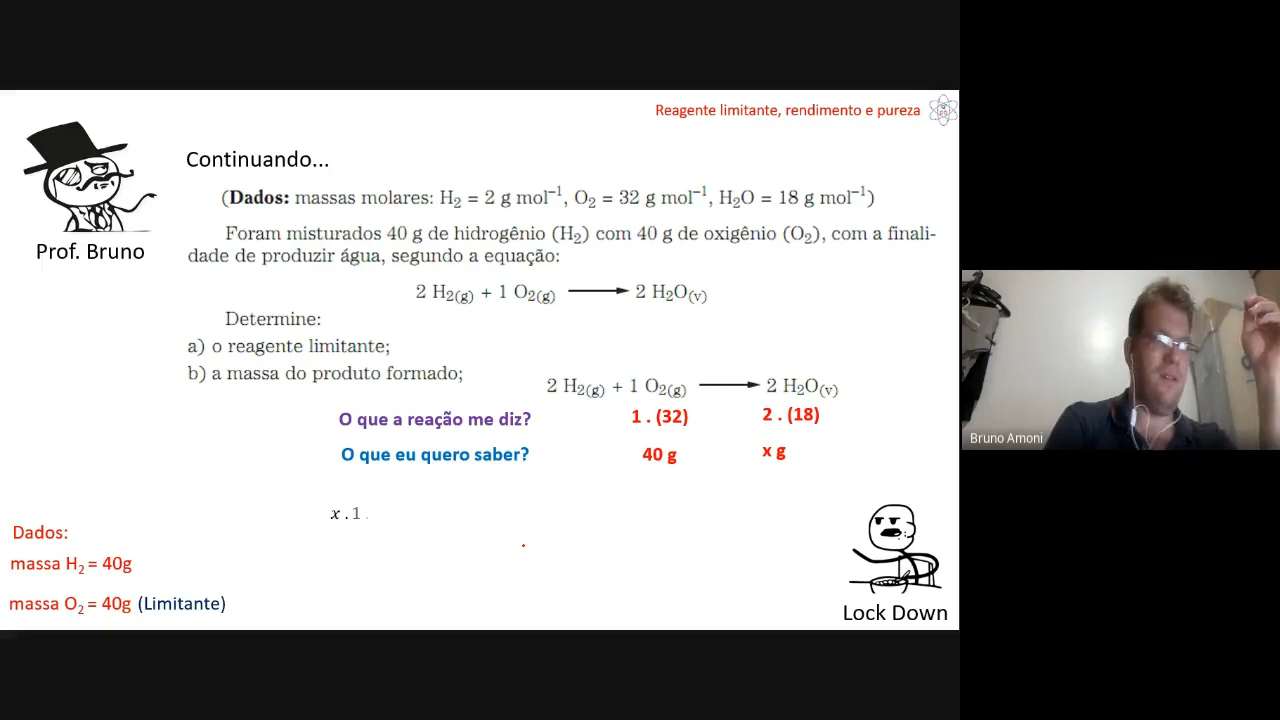 Reagente limitante, rendimento e pureza
Continuando...
Prof. Bruno
(Dados: massas molares: H₂ = 2 g mol⁻¹, O₂ = 32 g mol⁻¹, H₂O = 18 g mol⁻¹)
Foram misturados 40 g de hidrogênio (H₂) com 40 g de oxigênio (O₂), com a finali-
dade de produzir água, segundo a equação:
2 H₂(g) + 1 O₂(g) ⟶ 2 H₂O(v)
Determine:
a) o reagente limitante;
b) a massa do produto formado;
2 H₂(g) + 1 O₂(g) ⟶ 2 H₂O(v)
O que a reação me diz? 1 . (32) 2 . (18)
O que eu quero saber? 40 g x g
x . 1 .
Dados:
massa H₂ = 40g
massa O₂ = 40g (Limitante)
Lock Down
Bruno Amoni